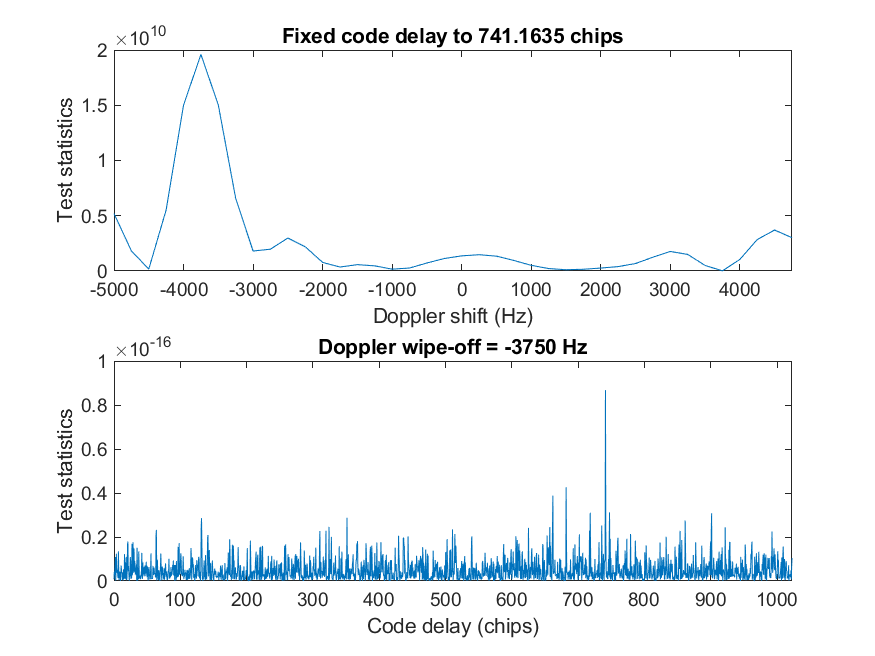 Fixed code delay to 741.1635 chips
×10^10
2
1.5
1
0.5
0
Test statistics
-5000 -4000 -3000 -2000 -1000 0 1000 2000 3000 4000
Doppler shift (Hz)
Doppler wipe-off = -3750 Hz
×10^-16
1
0.8
0.6
0.4
0.2
0
Test statistics
0 100 200 300 400 500 600 700 800 900 1000
Code delay (chips)